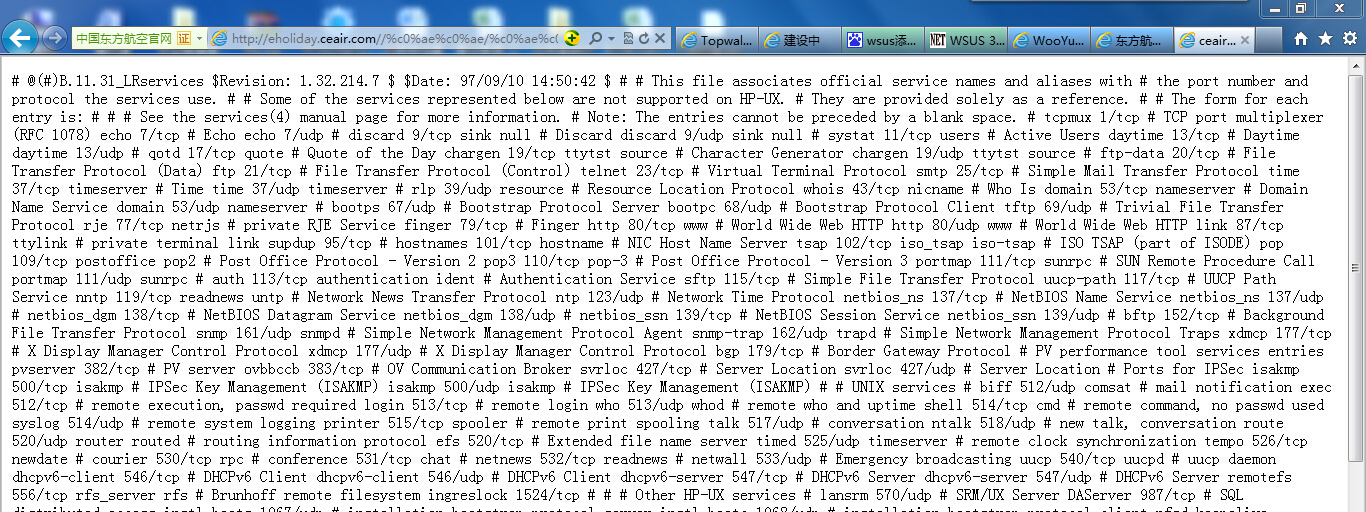 中国东方航空官网 证 http://eholiday.ceair.com//%c0%ae%c0%ae/%c0%ae%c0 Topwal... 建设中 wsus添... NET WSUS 3... WooYu... 东方航... ceair...
# @(#)B.11.31_LRservices $Revision: 1.32.214.7 $ $Date: 97/09/10 14:50:42 $ # # This file associates official service names and aliases with # the port number and
protocol the services use. # # Some of the services represented below are not supported on HP-UX. # They are provided solely as a reference. # # The form for each
entry is: # # # See the services(4) manual page for more information. # Note: The entries cannot be preceded by a blank space. # tcpmux 1/tcp # TCP port multiplexer
(RFC 1078) echo 7/tcp # Echo echo 7/udp # discard 9/tcp sink null # Discard discard 9/udp sink null # systat 11/tcp users # Active Users daytime 13/tcp # Daytime
daytime 13/udp # qotd 17/tcp quote # Quote of the Day chargen 19/tcp ttytst source # Character Generator chargen 19/udp ttytst source # ftp-data 20/tcp # File
Transfer Protocol (Data) ftp 21/tcp # File Transfer Protocol (Control) telnet 23/tcp # Virtual Terminal Protocol smtp 25/tcp # Simple Mail Transfer Protocol time
37/tcp timeserver # Time time 37/udp timeserver # rlp 39/udp resource # Resource Location Protocol whois 43/tcp nicname # Who Is domain 53/tcp nameserver # Domain
Name Service domain 53/udp nameserver # bootps 67/udp # Bootstrap Protocol Server bootpc 68/udp # Bootstrap Protocol Client tftp 69/udp # Trivial File Transfer
Protocol rje 77/tcp netrjs # private RJE Service finger 79/tcp # Finger http 80/tcp www # World Wide Web HTTP http 80/udp www # World Wide Web HTTP link 87/tcp
ttylink # private terminal link supdup 95/tcp # hostnames 101/tcp hostname # NIC Host Name Server tsap 102/tcp iso_tsap iso-tsap # ISO TSAP (part of ISODE) pop
109/tcp postoffice pop2 # Post Office Protocol - Version 2 pop3 110/tcp pop-3 # Post Office Protocol - Version 3 portmap 111/tcp sunrpc # SUN Remote Procedure Call
portmap 111/udp sunrpc # auth 113/tcp authentication ident # Authentication Service sftp 115/tcp # Simple File Transfer Protocol uucp-path 117/tcp # UUCP Path
Service nntp 119/tcp readnews untp # Network News Transfer Protocol ntp 123/udp # Network Time Protocol netbios_ns 137/tcp # NetBIOS Name Service netbios_ns 137/udp
# netbios_dgm 138/tcp # NetBIOS Datagram Service netbios_dgm 138/udp # netbios_ssn 139/tcp # NetBIOS Session Service netbios_ssn 139/udp # bftp 152/tcp # Background
File Transfer Protocol snmp 161/udp snmpd # Simple Network Management Protocol Agent snmp-trap 162/udp trapd # Simple Network Management Protocol Traps xdmcp 177/tcp
# X Display Manager Control Protocol xdmcp 177/udp # X Display Manager Control Protocol bgp 179/tcp # Border Gateway Protocol # PV performance tool services entries
pvserver 382/tcp # PV server ovbbccb 383/tcp # OV Communication Broker svrloc 427/tcp # Server Location svrloc 427/udp # Server Location # Ports for IPSec isakmp
500/tcp isakmp # IPSec Key Management (ISAKMP) isakmp 500/udp isakmp # IPSec Key Management (ISAKMP) # # UNIX services # biff 512/udp comsat # mail notification exec
512/tcp # remote execution, passwd required login 513/tcp # remote login who 513/udp whod # remote who and uptime shell 514/tcp cmd # remote command, no passwd used
syslog 514/udp # remote system logging printer 515/tcp spooler # remote print spooling talk 517/udp # conversation ntalk 518/udp # new talk, conversation route
520/udp router routed # routing information protocol efs 520/tcp # Extended file name server timed 525/udp timeserver # remote clock synchronization tempo 526/tcp
newdate # courier 530/tcp rpc # conference 531/tcp chat # netnews 532/tcp readnews # netwall 533/udp # Emergency broadcasting uucp 540/tcp uucpd # uucp daemon
dhcpv6-client 546/tcp # DHCPv6 Client dhcpv6-client 546/udp # DHCPv6 Client dhcpv6-server 547/tcp # DHCPv6 Server dhcpv6-server 547/udp # DHCPv6 Server remotefs
556/tcp rfs_server rfs # Brunhoff remote filesystem ingreslock 1524/tcp # # # Other HP-UX services # lansrm 570/udp # SRM/UX Server DAServer 987/tcp # SQL